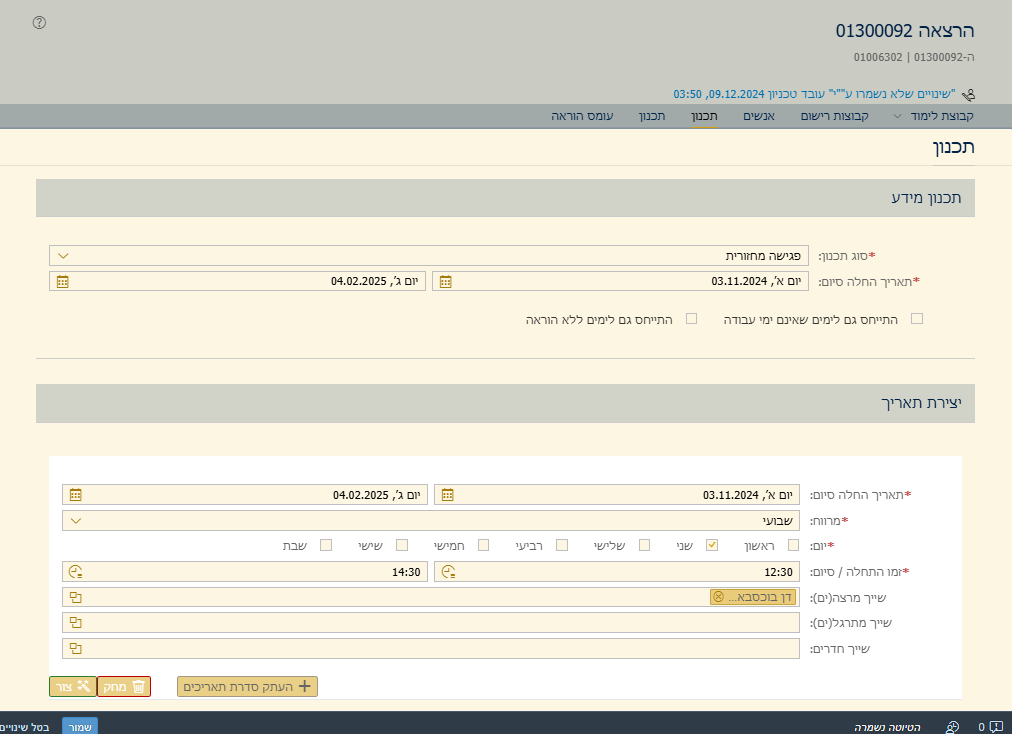 הרצאה 01300092
ה-01300092 | 01006302
"שינויים שלא נשמרו ע""י" עובד טכניון 09.12.2024, 03:50
קבוצת לימוד קבוצות רישום אנשים תכנון תכנון עומס הוראה
תכנון
תכנון מידע
*סוג תכנון: פגישה מחזורית
*תאריך החלה סיום: יום א', 03.11.2024 יום ג', 04.02.2025
התייחס גם לימים שאינם ימי עבודה התייחס גם לימים ללא הוראה
יצירת תאריך
*תאריך החלה סיום: יום א', 03.11.2024 יום ג', 04.02.2025
*מרווח: שבועי
*יום: ראשון שני שלישי רביעי חמישי שישי שבת
*זמו התחלה / סיום: 12:30 14:30
שייך מרצה(ים): דן בוכסבא...
שייך מתרגל(ים):
שייך חדרים:
העתק סדרת תאריכים מחק צור
0 הטיוטה נשמרה שמור בטל שינויים